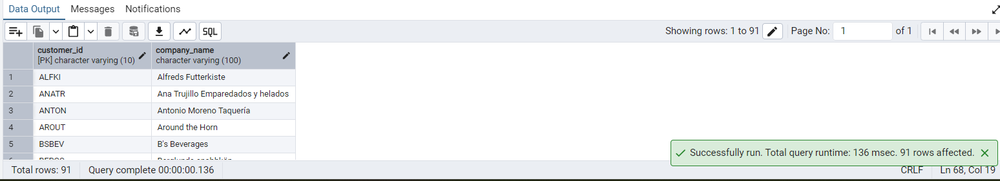 Data Output Messages Notifications
SQL Showing rows: 1 to 91 Page No: 1 of 1
customer_id company_name
[PK] character varying (10) character varying (100)
1 ALFKI Alfreds Futterkiste
2 ANATR Ana Trujillo Emparedados y helados
3 ANTON Antonio Moreno Taquería
4 AROUT Around the Horn
5 BSBEV B's Beverages
Successfully run. Total query runtime: 136 msec. 91 rows affected.
Total rows: 91 Query complete 00:00:00.136 CRLF Ln 68, Col 19